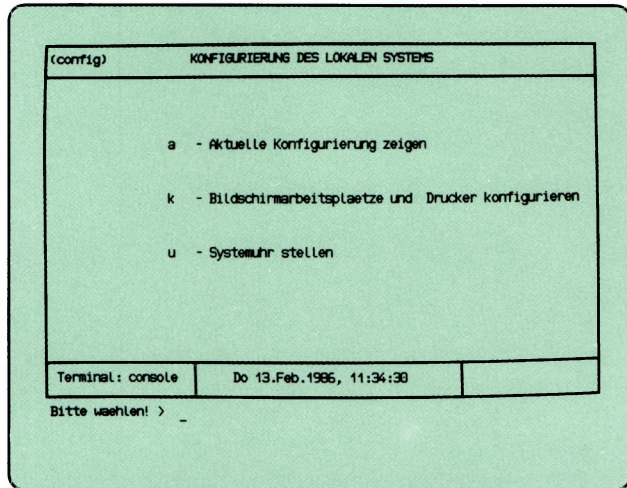 (config) KONFIGURIERUNG DES LOKALEN SYSTEMS
a - Aktuelle Konfigurierung zeigen
k - Bildschirmarbeitsplaetze und Drucker konfigurieren
u - Systemuhr stellen
Terminal: console Do 13.Feb.1986, 11:34:30
Bitte waehlen! > _